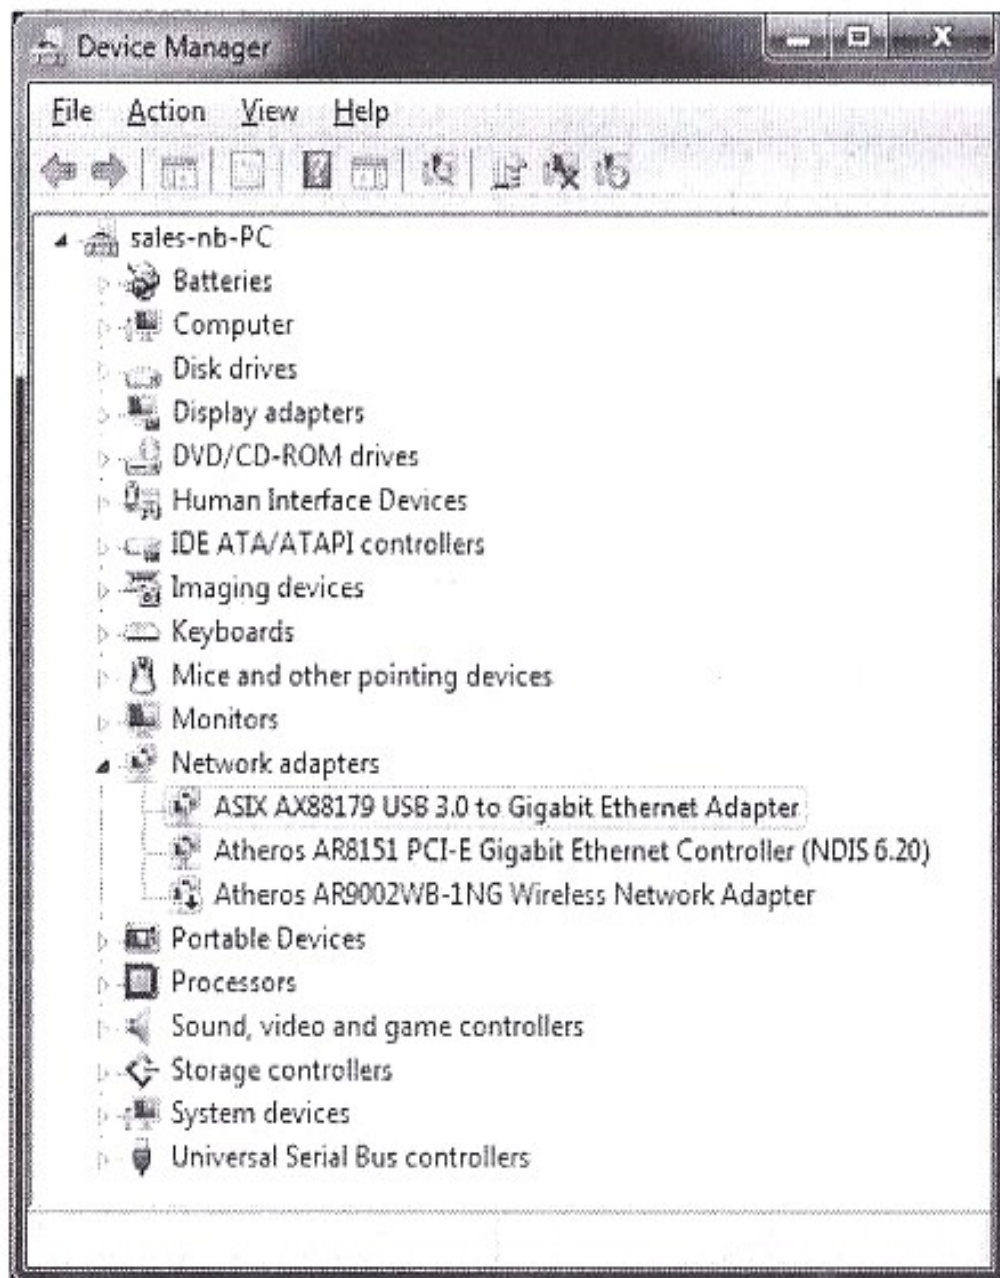 Device Manager
File Action View Help
sales-nb-PC
Batteries
Computer
Disk drives
Display adapters
DVD/CD-ROM drives
Human Interface Devices
IDE ATA/ATAPI controllers
Imaging devices
Keyboards
Mice and other pointing devices
Monitors
Network adapters
ASIX AX88179 USB 3.0 to Gigabit Ethernet Adapter
Atheros AR8151 PCI-E Gigabit Ethernet Controller (NDIS 6.20)
Atheros AR9002WB-1NG Wireless Network Adapter
Portable Devices
Processors
Sound, video and game controllers
Storage controllers
System devices
Universal Serial Bus controllers